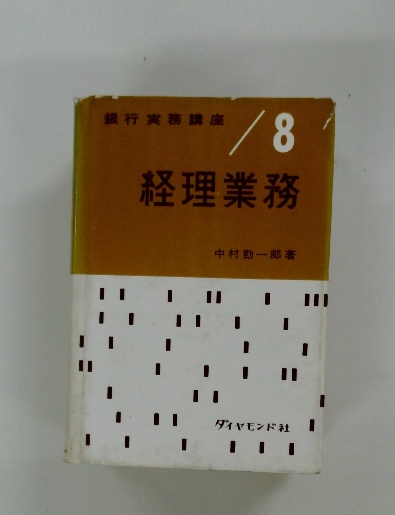 銀行実務講座
/8
経理業務
中村勤一郎著
ダイヤモンド社